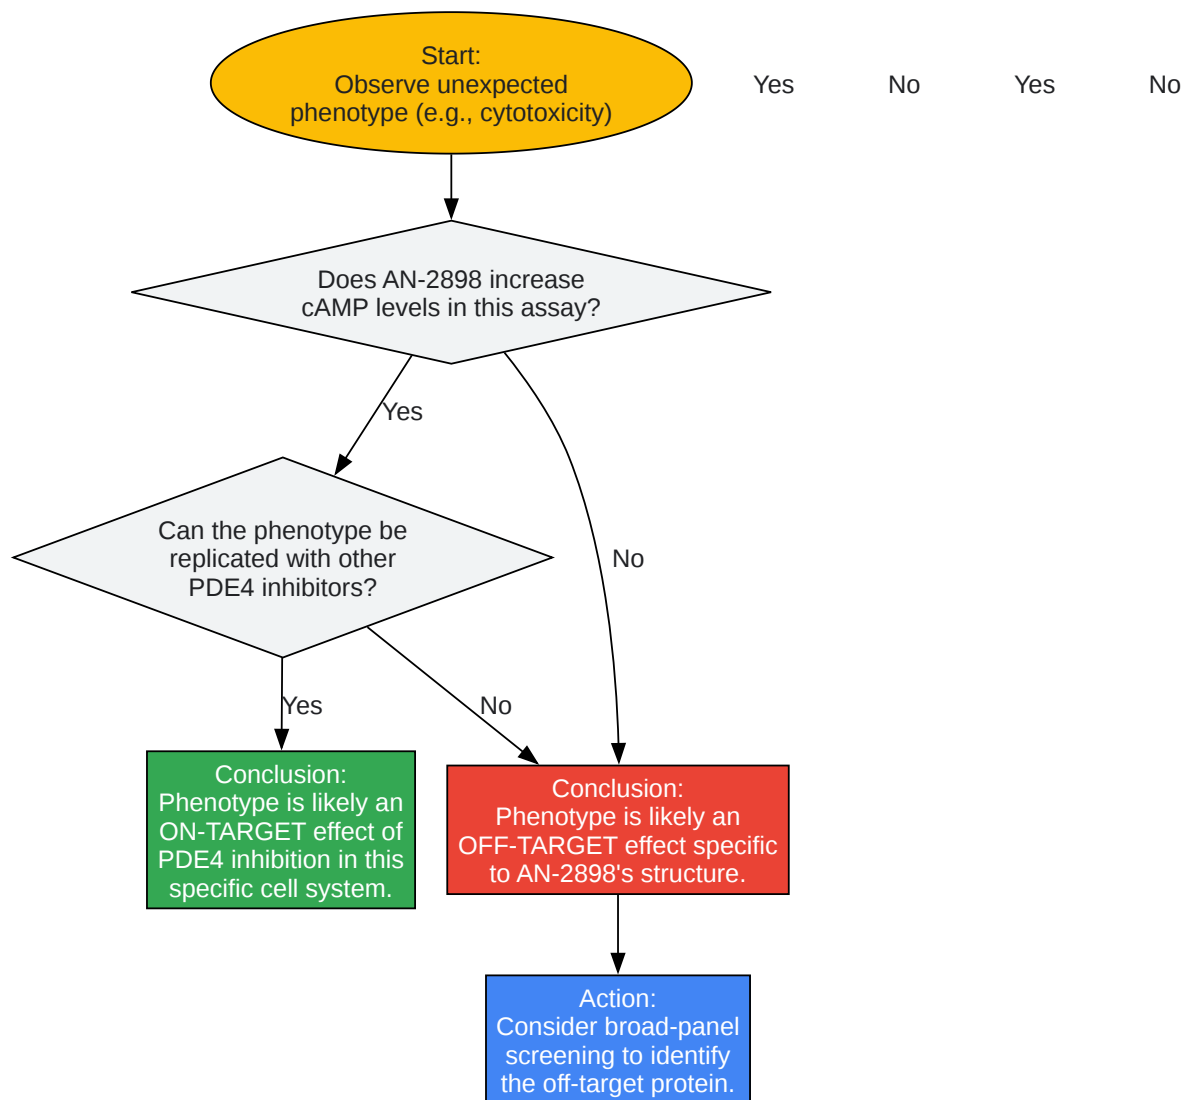 Start:
Observe unexpected
phenotype (e.g., cytotoxicity)
Yes
No
Yes
No
Does AN-2898 increase
cAMP levels in this assay?
Yes
Can the phenotype be
replicated with other
PDE4 inhibitors?
No
Yes
No
Conclusion:
Phenotype is likely an
ON-TARGET effect of
PDE4 inhibition in this
specific cell system.
Conclusion:
Phenotype is likely an
OFF-TARGET effect specific
to AN-2898's structure.
Action:
Consider broad-panel
screening to identify
the off-target protein.